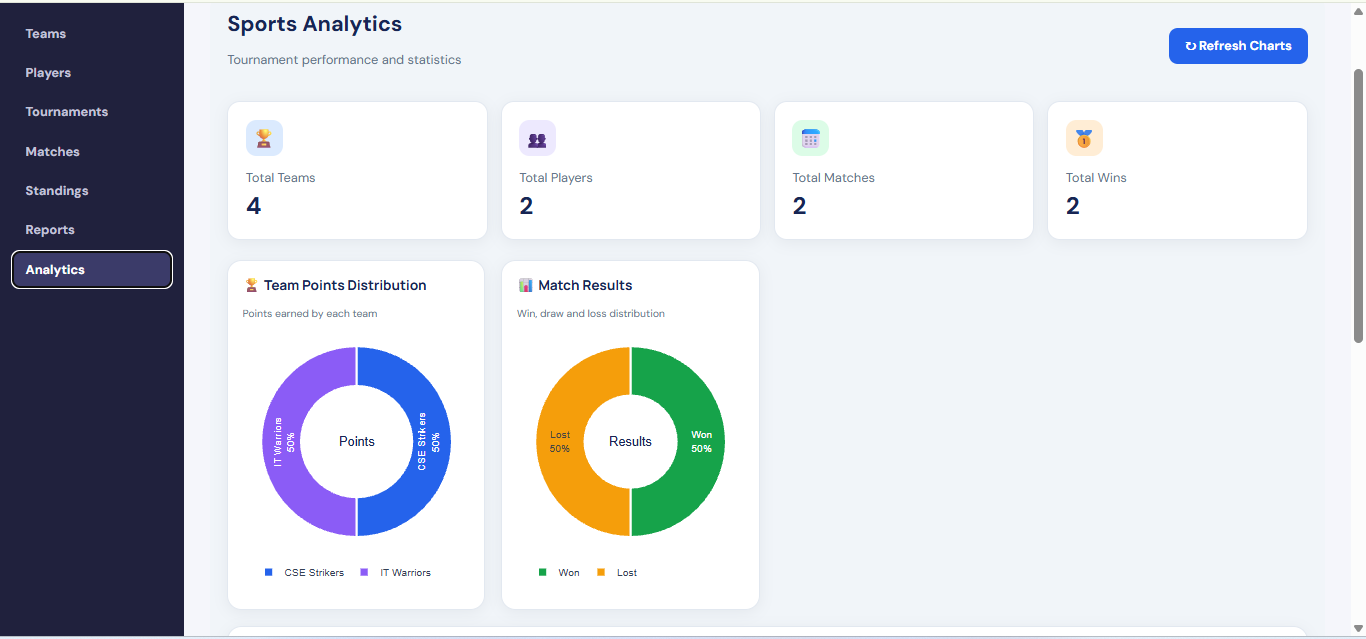 Teams
Players
Tournaments
Matches
Standings
Reports
Analytics
Sports Analytics
Tournament performance and statistics
↻ Refresh Charts
Total Teams
4
Total Players
2
Total Matches
2
1
Total Wins
2
Team Points Distribution
Points earned by each team
IT Warriors
50%
Points
CSE Strikers
50%
CSE Strikers
IT Warriors
Match Results
Win, draw and loss distribution
Lost
50%
Results
Won
50%
Won
Lost